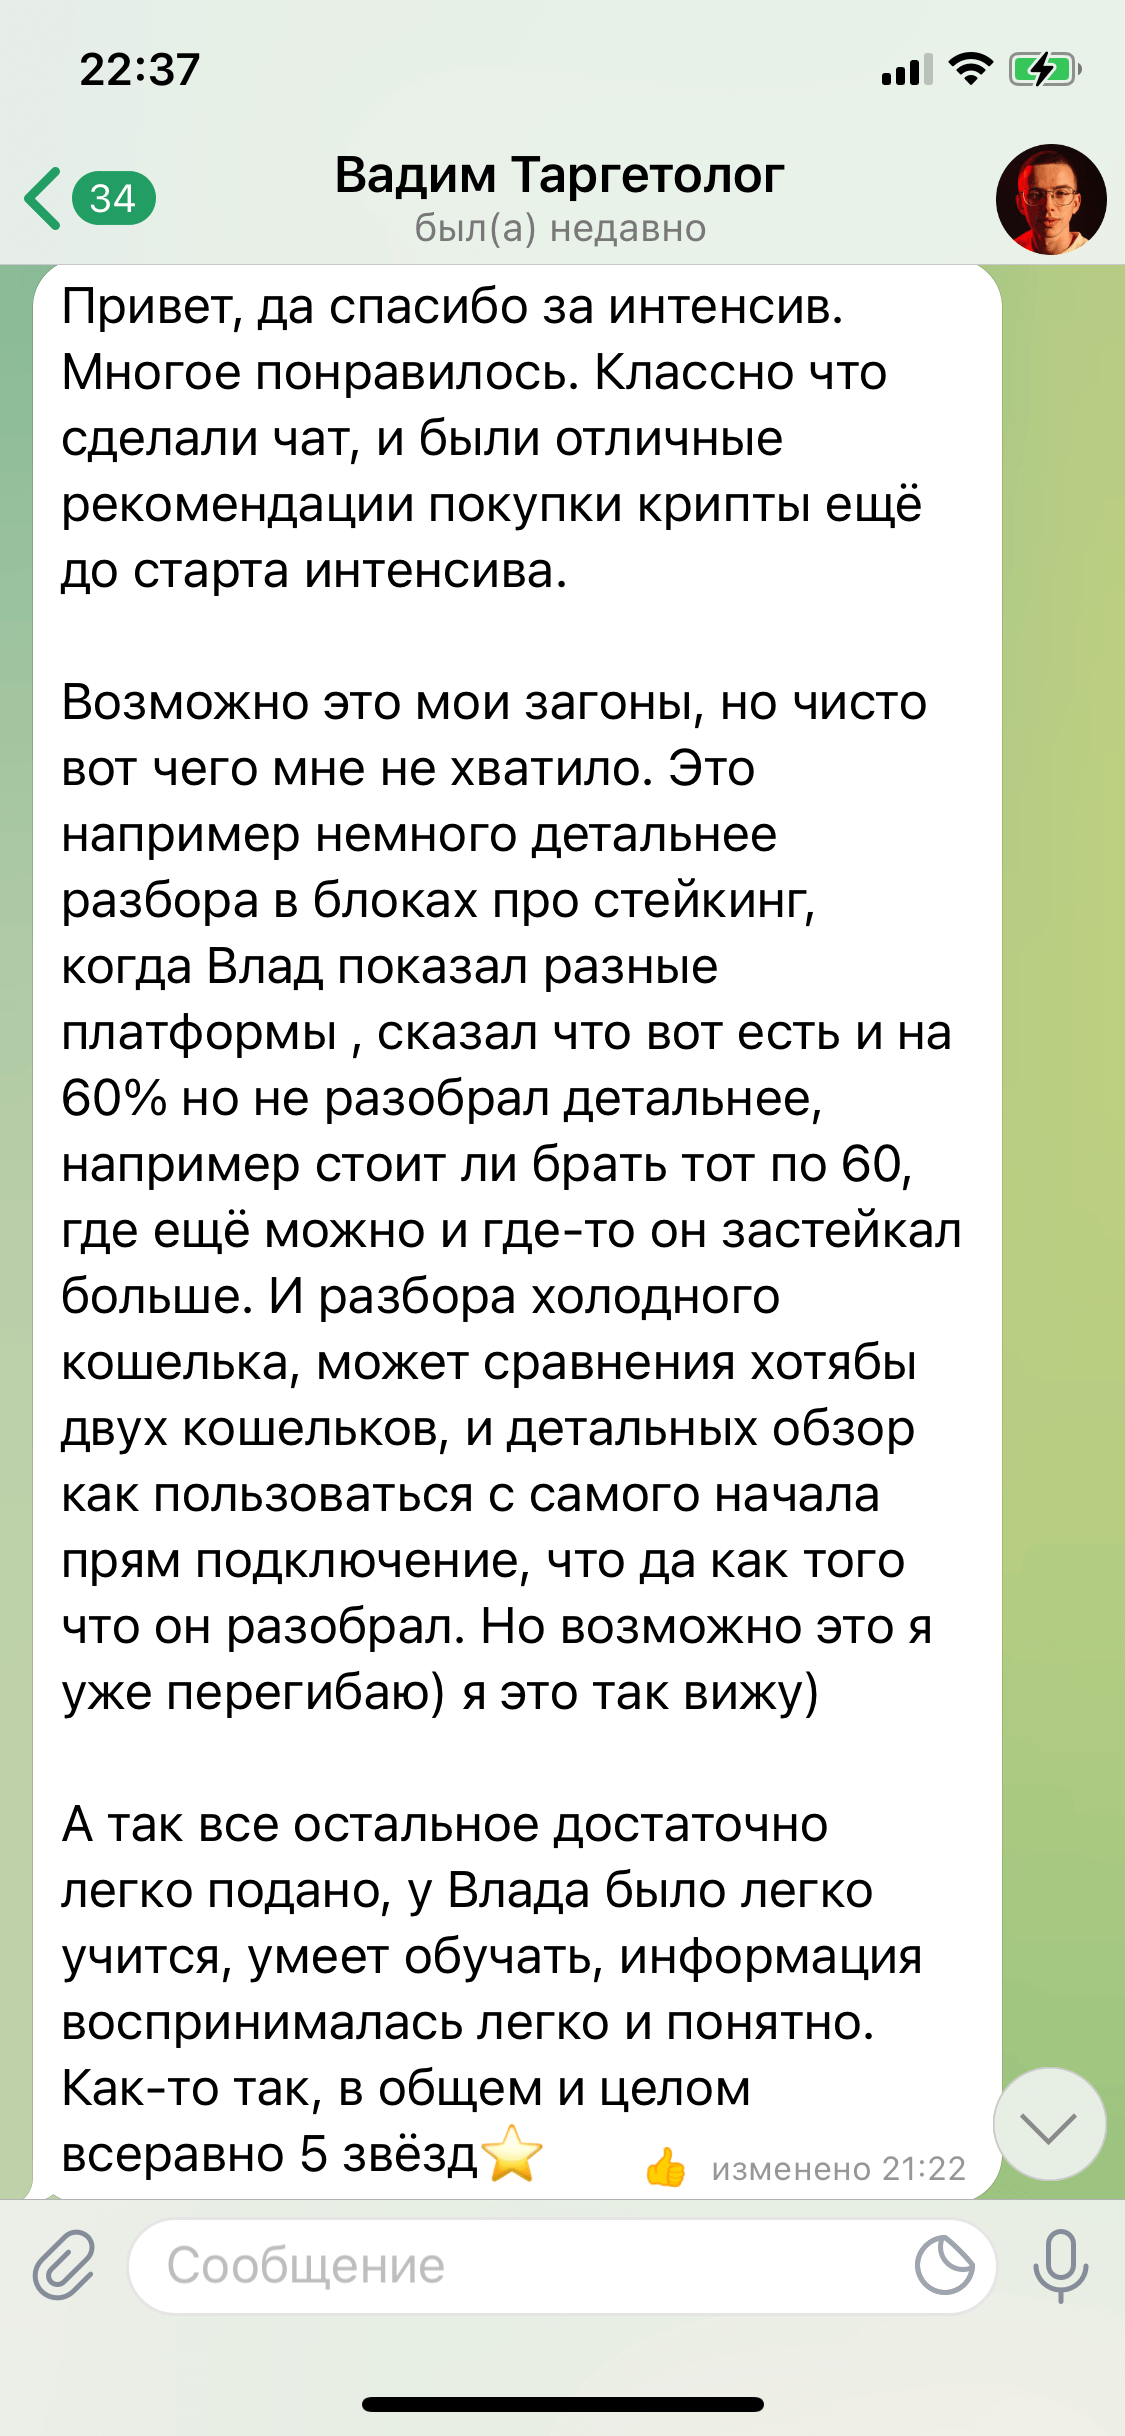 22:37
34
Вадим Таргетолог
был(а) недавно
Привет, да спасибо за интенсив.
Многое понравилось. Классно что
сделали чат, и были отличные
рекомендации покупки крипты ещё
до старта интенсива.
Возможно это мои загоны, но чисто
вот чего мне не хватило. Это
например немного детальнее
разбора в блоках про стейкинг,
когда Влад показал разные
платформы , сказал что вот есть и на
60% но не разобрал детальнее,
например стоит ли брать тот по 60,
где ещё можно и где-то он застейкал
больше. И разбора холодного
кошелька, может сравнения хотябы
двух кошельков, и детальных обзор
как пользоваться с самого начала
прям подключение, что да как того
что он разобрал. Но возможно это я
уже перегибаю) я это так вижу)
А так все остальное достаточно
легко подано, у Влада было легко
учится, умеет обучать, информация
воспринималась легко и понятно.
Как-то так, в общем и целом
всеравно 5 звёзд⭐
👍 изменено 21:22
Сообщение